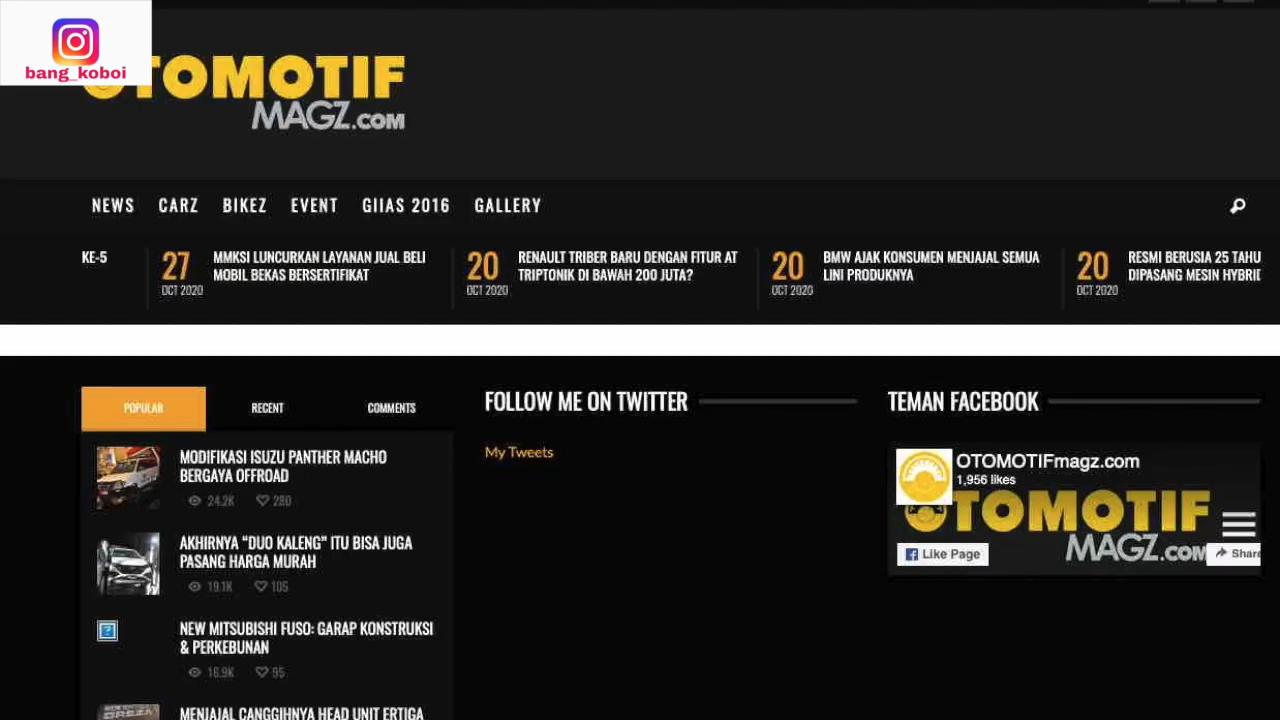 bang_koboi
OTOMOTIF
MAGZ.COM
NEWS CARZ BIKEZ EVENT GIIAS 2016 GALLERY
KE-5
27
OCT 2020
MMKSI LUNCURKAN LAYANAN JUAL BELI
MOBIL BEKAS BERSERTIFIKAT
20
OCT 2020
RENAULT TRIBER BARU DENGAN FITUR AT
TRIPTONIK DI BAWAH 200 JUTA?
20
OCT 2020
BMW AJAK KONSUMEN MENJAJAL SEMUA
LINI PRODUKNYA
20
OCT 2020
RESMI BERUSIA 25 TAHU
DIPASANG MESIN HYBRID
POPULAR RECENT COMMENTS
MODIFIKASI ISUZU PANTHER MACHO
BERGAYA OFFROAD
24.2K 280
AKHIRNYA “DUO KALENG” ITU BISA JUGA
PASANG HARGA MURAH
19.1K 105
NEW MITSUBISHI FUSO: GARAP KONSTRUKSI
& PERKEBUNAN
16.9K 95
MENJAJAL CANGGIHNYA HEAD UNIT ERTIGA
FOLLOW ME ON TWITTER
My Tweets
TEMAN FACEBOOK
OTOMOTIFmagz.com
1,956 likes
OTOMOTIF
MAGZ.COM
Like Page
Share